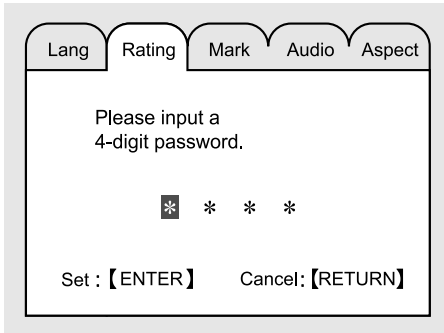 Lang Rating Mark Audio Aspect
Please input a
4-digit password.
* * * *
Set :【ENTER】 Cancel:【RETURN】